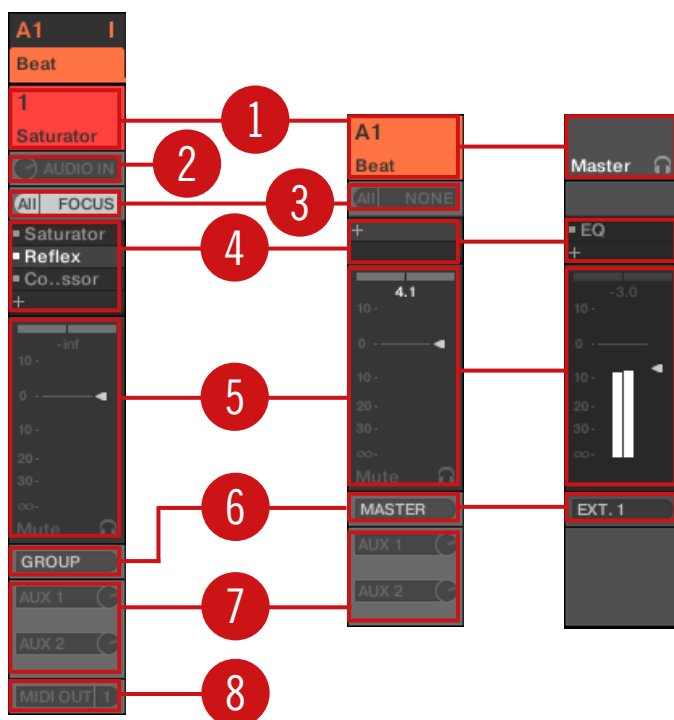 A1 I
Beat
1
Saturator
AUDIO IN
All FOCUS
Saturator
Reflex
Co..ssor
+
-inf
10 -
0 -
10 -
20 -
30 -
∞-
Mute
GROUP
AUX 1
AUX 2
MIDI OUT 1
1
2
3
4
5
6
7
8
A1
Beat
All NONE
+
4.1
10 -
0 -
10 -
20 -
30 -
∞-
Mute
MASTER
AUX 1
AUX 2
Master
EQ
+
-3.0
10 -
0 -
10 -
20 -
30 -
∞-
EXT. 1